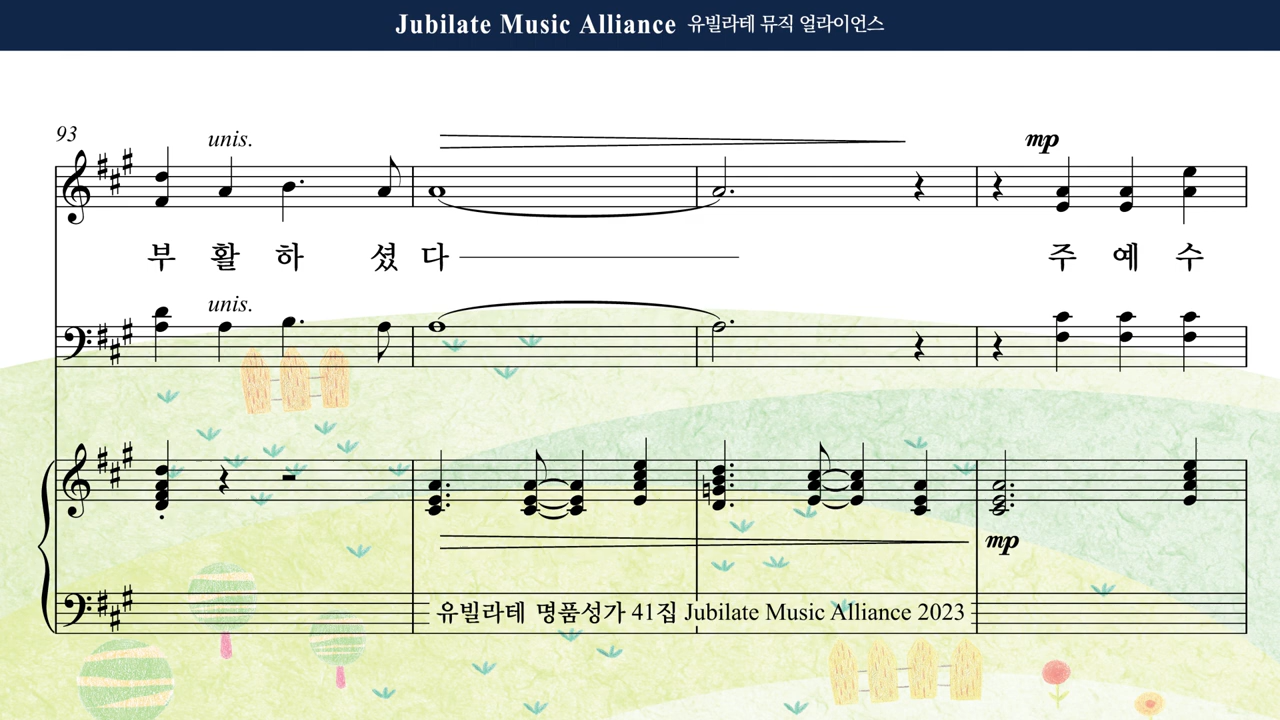 Jubilate Music Alliance 유빌라테 뮤직 얼라이언스
93
unis.
mp
부 활 하 셨 다 주 예 수
unis.
mp
유빌라테 명품성가 41집 Jubilate Music Alliance 2023